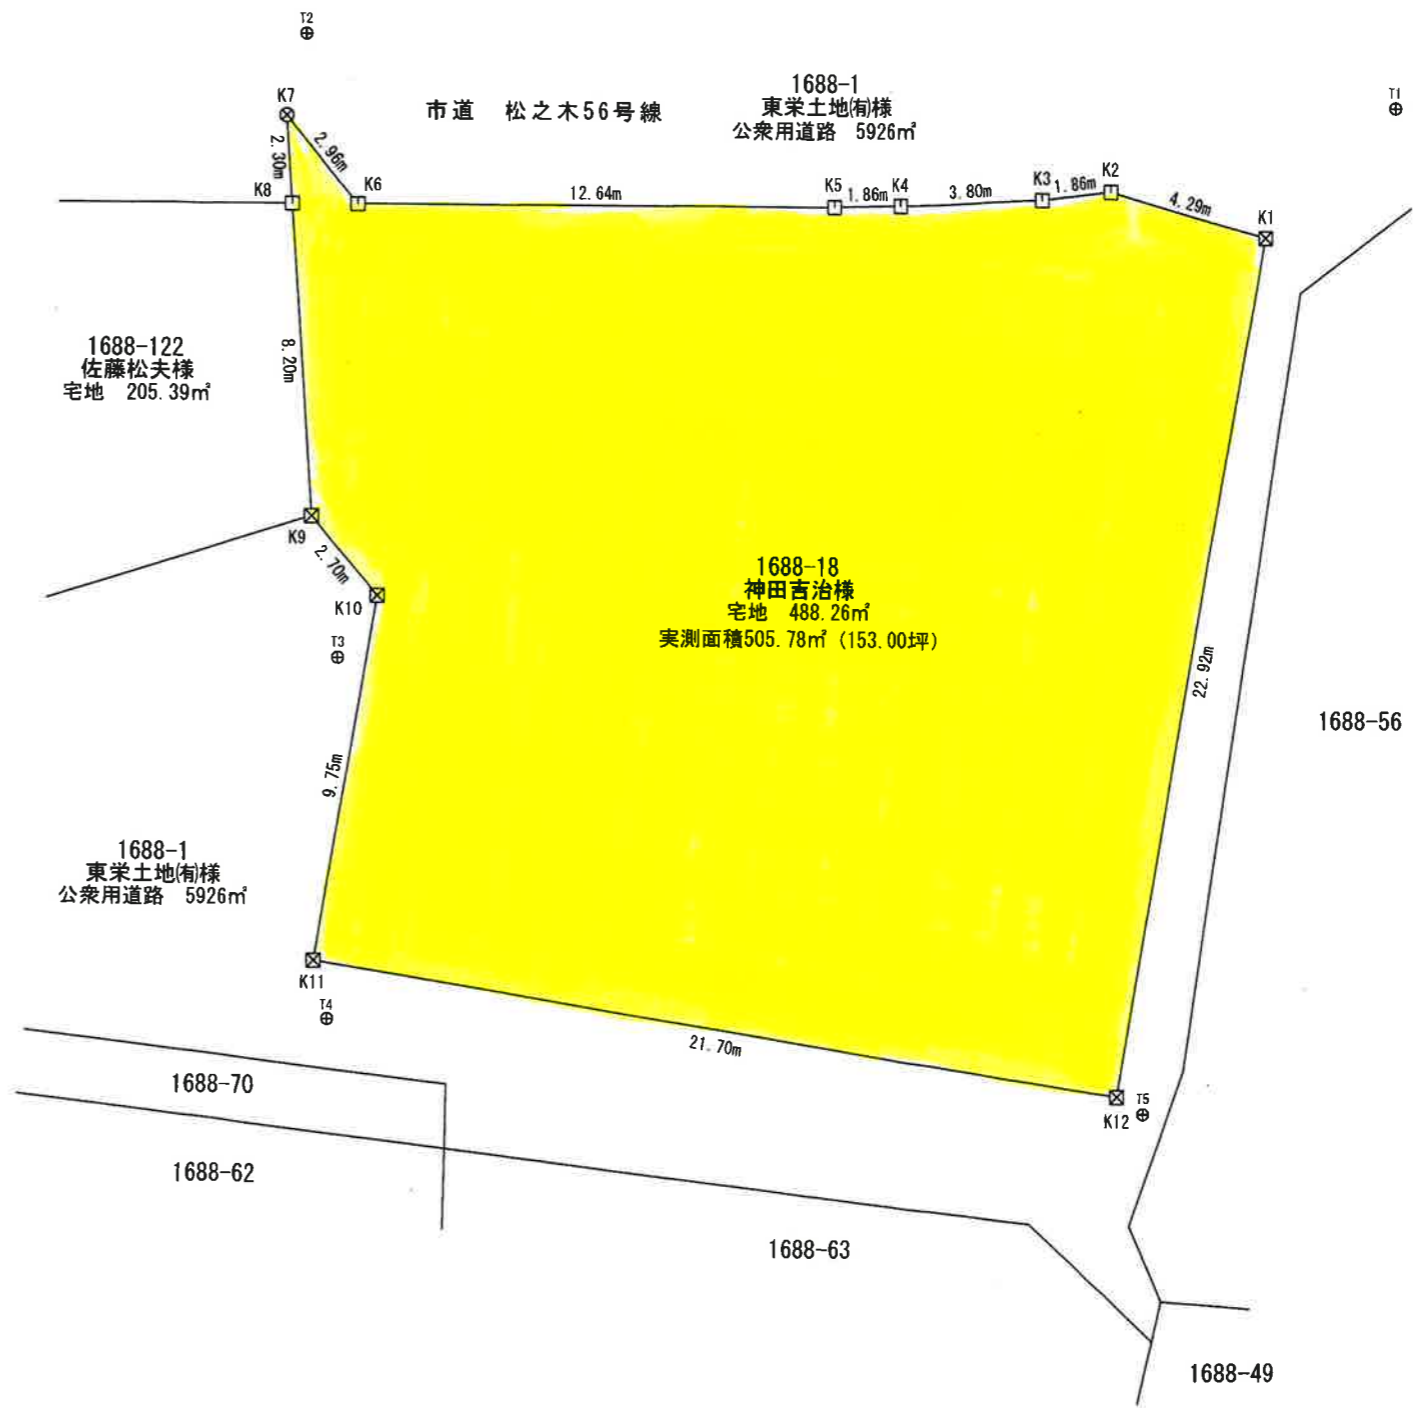 T2
1688-1
東栄土地㈲様
公衆用道路 5926㎡
T1
K7
市道 松之木56号線
2.30m
2.96m
K8
K6
12.64m
K5
1.86m
K4
3.80m
K3
1.86m
K2
4.29m
K1
1688-122
佐藤松夫様
宅地 205.39㎡
8.20m
K9
2.70m
K10
T3
1688-18
神田吉治様
宅地 488.26㎡
実測面積505.78㎡ (153.00坪)
22.92m
1688-56
9.75m
1688-1
東栄土地㈲様
公衆用道路 5926㎡
K11
T4
21.70m
1688-70
K12
T5
1688-62
1688-63
1688-49